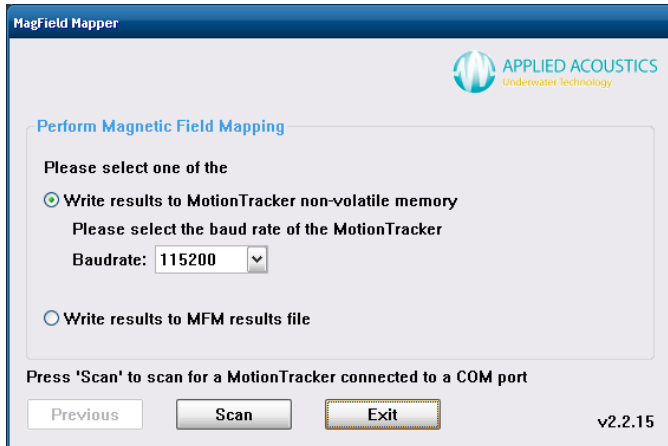 MagField Mapper
APPLIED ACOUSTICS
Underwater Technology
Perform Magnetic Field Mapping
Please select one of the
Write results to MotionTracker non-volatile memory
Please select the baud rate of the MotionTracker
Baudrate: 115200
Write results to MFM results file
Press 'Scan' to scan for a MotionTracker connected to a COM port
Previous Scan Exit v2.2.15